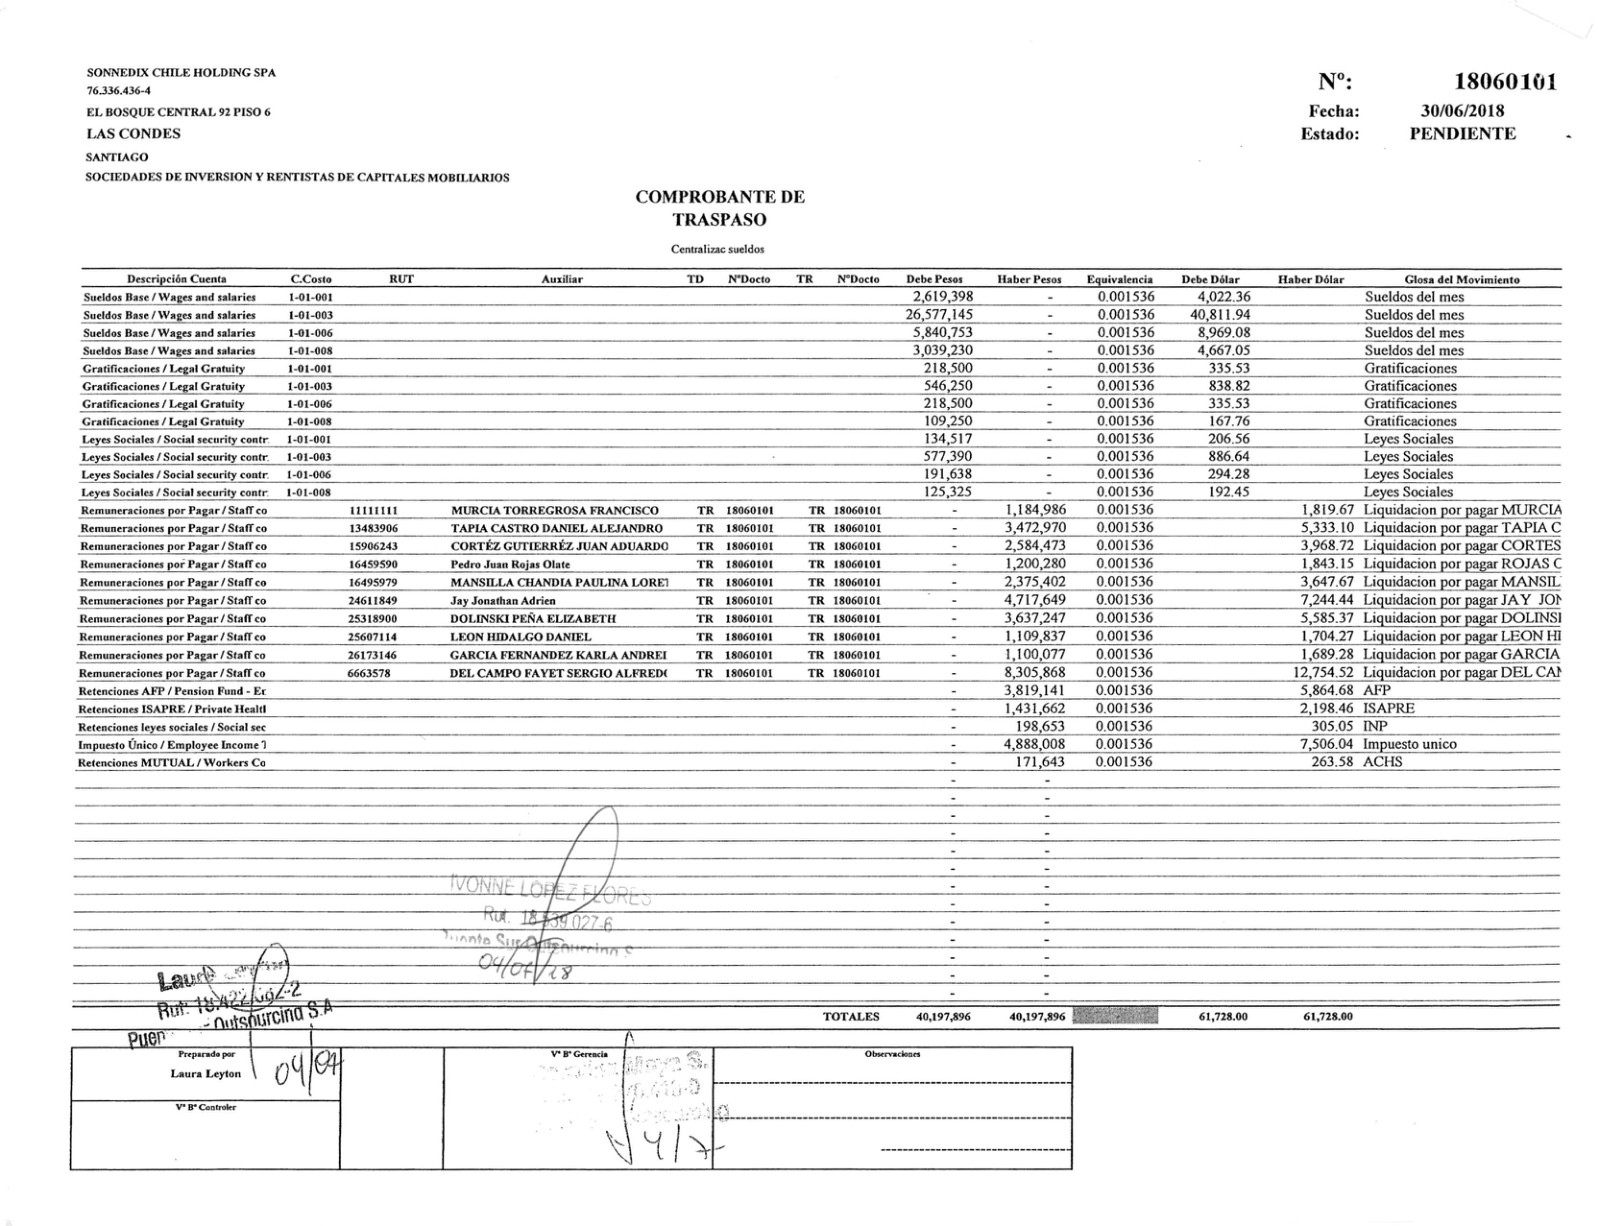 SONNEDIX CHILE HOLDING SPA
76.336.436-4
EL BOSQUE CENTRAL 92 PISO 6
LAS CONDES
SANTIAGO
SOCIEDADES DE INVERSION Y RENTISTAS DE CAPITALES MOBILIARIOS
Nº: 18060101
Fecha: 30/06/2018
Estado: PENDIENTE
COMPROBANTE DE
TRASPASO
Centralizac sueldos
Descripción Cuenta C.Costo RUT Auxiliar TD NºDocto TR NºDocto Debe Pesos Haber Pesos Equivalencia Debe Dólar Haber Dólar Glosa del Movimiento
Sueldos Base / Wages and salaries 1-01-001 2,619,398 - 0.001536 4,022.36 Sueldos del mes
Sueldos Base / Wages and salaries 1-01-003 26,577,145 - 0.001536 40,811.94 Sueldos del mes
Sueldos Base / Wages and salaries 1-01-006 5,840,753 - 0.001536 8,969.08 Sueldos del mes
Sueldos Base / Wages and salaries 1-01-008 3,039,230 - 0.001536 4,667.05 Sueldos del mes
Gratificaciones / Legal Gratuity 1-01-001 218,500 - 0.001536 335.53 Gratificaciones
Gratificaciones / Legal Gratuity 1-01-003 546,250 - 0.001536 838.82 Gratificaciones
Gratificaciones / Legal Gratuity 1-01-006 218,500 - 0.001536 335.53 Gratificaciones
Gratificaciones / Legal Gratuity 1-01-008 109,250 - 0.001536 167.76 Gratificaciones
Leyes Sociales / Social security contr. 1-01-001 134,517 - 0.001536 206.56 Leyes Sociales
Leyes Sociales / Social security contr. 1-01-003 577,390 - 0.001536 886.64 Leyes Sociales
Leyes Sociales / Social security contr. 1-01-006 191,638 - 0.001536 294.28 Leyes Sociales
Leyes Sociales / Social security contr. 1-01-008 125,325 - 0.001536 192.45 Leyes Sociales
Remuneraciones por Pagar / Staff co 11111111 MURCIA TORREGROSA FRANCISCO TR 18060101 TR 18060101 - 1,184,986 0.001536 1,819.67 Liquidacion por pagar MURCIA
Remuneraciones por Pagar / Staff co 13483906 TAPIA CASTRO DANIEL ALEJANDRO TR 18060101 TR 18060101 - 3,472,970 0.001536 5,333.10 Liquidacion por pagar TAPIA C
Remuneraciones por Pagar / Staff co 15906243 CORTÉZ GUTIERRÉZ JUAN ADUARDO TR 18060101 TR 18060101 - 2,584,473 0.001536 3,968.72 Liquidacion por pagar CORTES
Remuneraciones por Pagar / Staff co 16459590 Pedro Juan Rojas Olate TR 18060101 TR 18060101 - 1,200,280 0.001536 1,843.15 Liquidacion por pagar ROJAS O
Remuneraciones por Pagar / Staff co 16495979 MANSILLA CHANDIA PAULINA LORET TR 18060101 TR 18060101 - 2,375,402 0.001536 3,647.67 Liquidacion por pagar MANSIL
Remuneraciones por Pagar / Staff co 24611849 Jay Jonathan Adrien TR 18060101 TR 18060101 - 4,717,649 0.001536 7,244.44 Liquidacion por pagar JAY JON
Remuneraciones por Pagar / Staff co 25318900 DOLINSKI PEÑA ELIZABETH TR 18060101 TR 18060101 - 3,637,247 0.001536 5,585.37 Liquidacion por pagar DOLINSI
Remuneraciones por Pagar / Staff co 25607114 LEON HIDALGO DANIEL TR 18060101 TR 18060101 - 1,109,837 0.001536 1,704.27 Liquidacion por pagar LEON HI
Remuneraciones por Pagar / Staff co 26173146 GARCIA FERNANDEZ KARLA ANDREI TR 18060101 TR 18060101 - 1,100,077 0.001536 1,689.28 Liquidacion por pagar GARCIA
Remuneraciones por Pagar / Staff co 6663578 DEL CAMPO FAYET SERGIO ALFREDO TR 18060101 TR 18060101 - 8,305,868 0.001536 12,754.52 Liquidacion por pagar DEL CAN
Retenciones AFP / Pension Fund - Er - 3,819,141 0.001536 5,864.68 AFP
Retenciones ISAPRE / Private Healtl - 1,431,662 0.001536 2,198.46 ISAPRE
Retenciones leyes sociales / Social sec - 198,653 0.001536 305.05 INP
Impuesto Único / Employee Income T - 4,888,008 0.001536 7,506.04 Impuesto unico
Retenciones MUTUAL / Workers Co - 171,643 0.001536 263.58 ACHS
- -
- -
- -
- -
- -
- -
- -
- -
- -
- -
- -
- -
- -
IVONNE LOPEZ FLORES
Rut.
04/07/18
Rut:
Outsourcing S.A
TOTALES 40,197,896 40,197,896 61,728.00 61,728.00
Preparado por
Laura Leyton
04/07
Vº Bº Gerencia
4/7
Observaciones
Vº Bº Controler